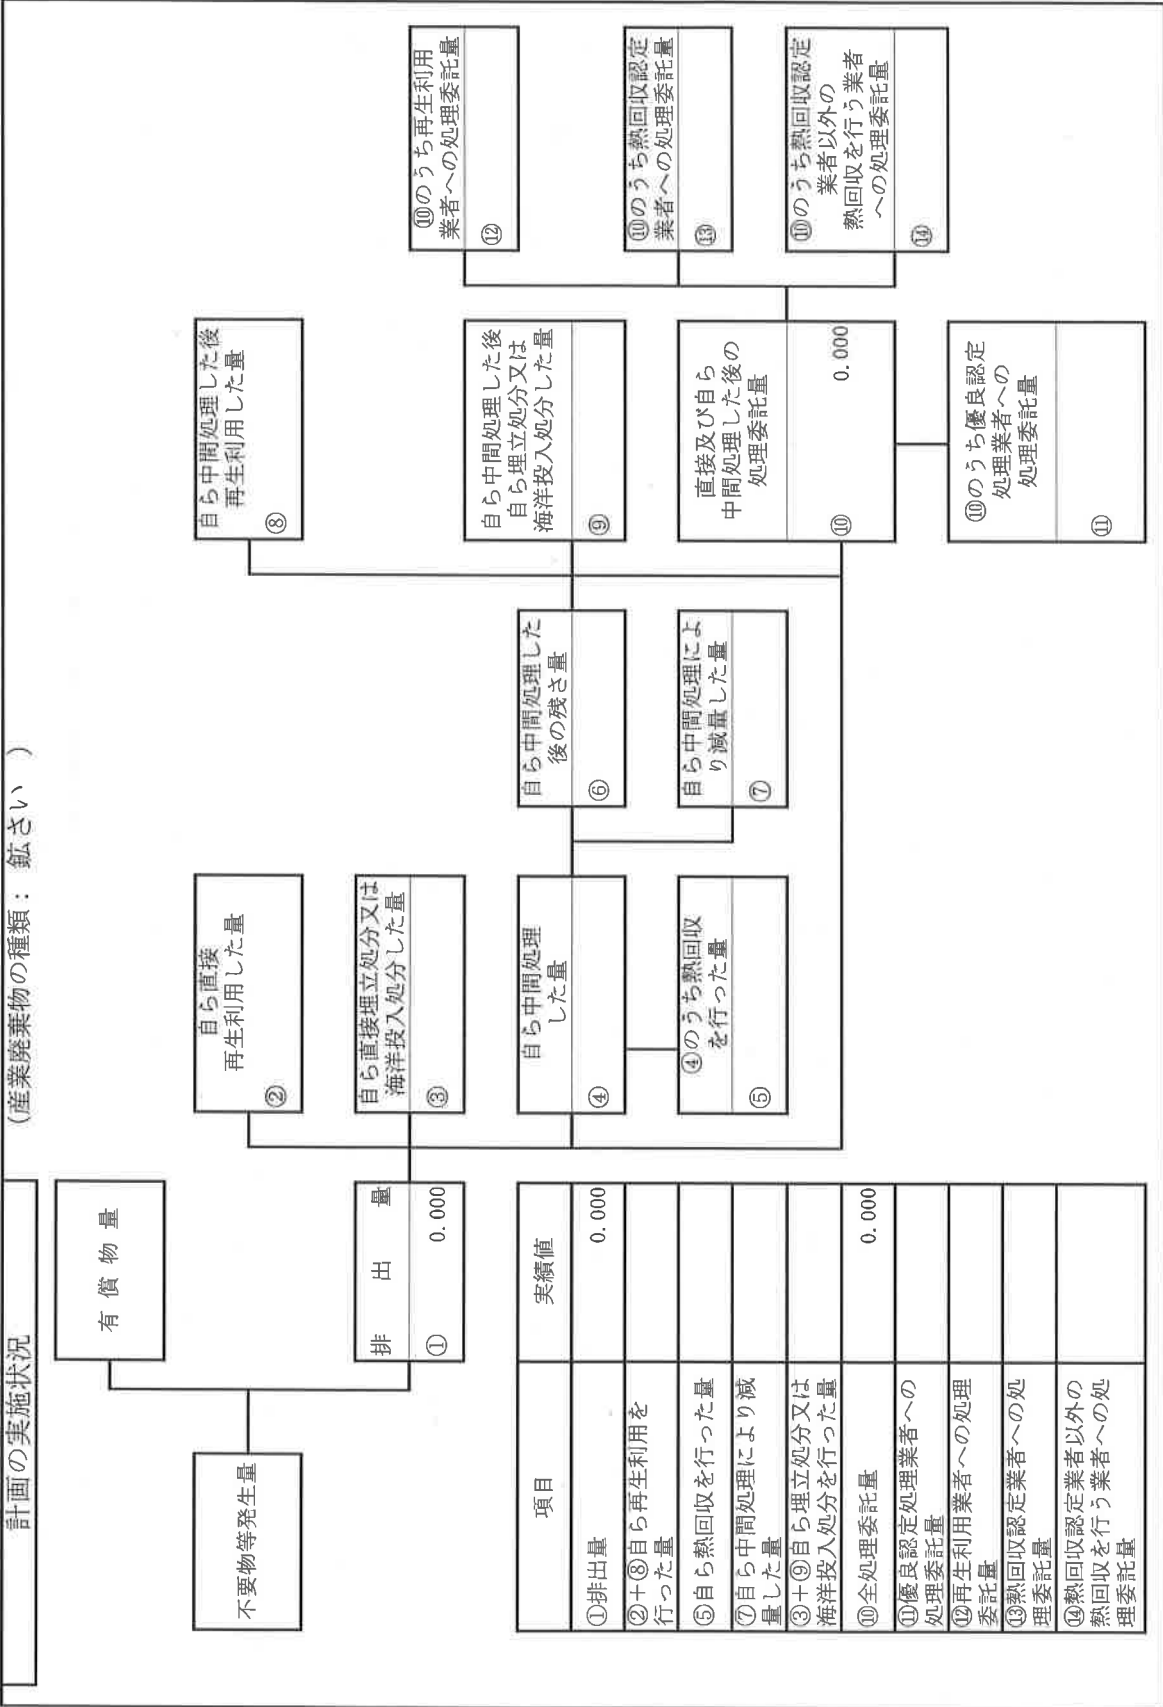 計画の実施状況
(産業廃棄物の種類： 鉱さい )
不要物等発生量
有 償 物 量
排 出 量
① 0.000
自ら直接
再生利用した量
②
自ら直接埋立処分又は
海洋投入処分した量
③
自ら中間処理
した量
④
④のうち熱回収
を行った量
⑤
自ら中間処理した
後の残さ量
⑥
自ら中間処理によ
り減量した量
⑦
自ら中間処理した後
再生利用した量
⑧
自ら中間処理した後
自ら埋立処分又は
海洋投入処分した量
⑨
直接及び自ら
中間処理した後の
処理委託量
⑩ 0.000
⑩のうち優良認定
処理業者への
処理委託量
⑪
⑩のうち再生利用
業者への処理委託量
⑫
⑩のうち熱回収認定
業者への処理委託量
⑬
⑩のうち熱回収認定
業者以外の
熱回収を行う業者
への処理委託量
⑭
項目 実績値
①排出量 0.000
②＋⑧自ら再生利用を
行った量
⑤自ら熱回収を行った量
⑦自ら中間処理により減
量した量
③＋⑨自ら埋立処分又は
海洋投入処分を行った量
⑩全処理委託量 0.000
⑪優良認定処理業者への
処理委託量
⑫再生利用業者への処理
委託量
⑬熱回収認定業者への処
理委託量
⑭熱回収認定業者以外の
熱回収を行う業者への処
理委託量